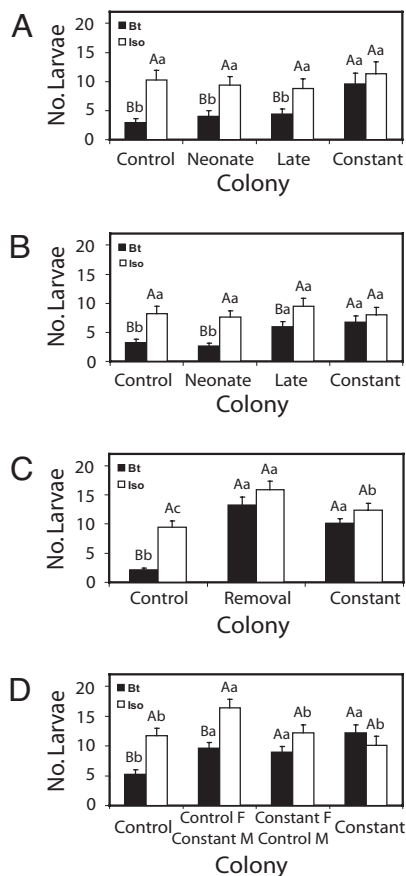 A
Bt
Iso
No. Larvae
20
15
10
5
0
Bb Aa Bb Aa Bb Aa Aa Aa
Control Neonate Late Constant
Colony
B
Bt
Iso
No. Larvae
20
15
10
5
0
Bb Aa Bb Aa Ba Aa Aa Aa
Control Neonate Late Constant
Colony
C
Bt
Iso
No. Larvae
20
15
10
5
0
Bb Ac Aa Aa Aa Ab
Control Removal Constant
Colony
D
Bt
Iso
No. Larvae
20
15
10
5
0
Bb Ab Ba Aa Aa Ab Aa Ab
Control Control F Constant F Constant
Constant M Control M
Colony